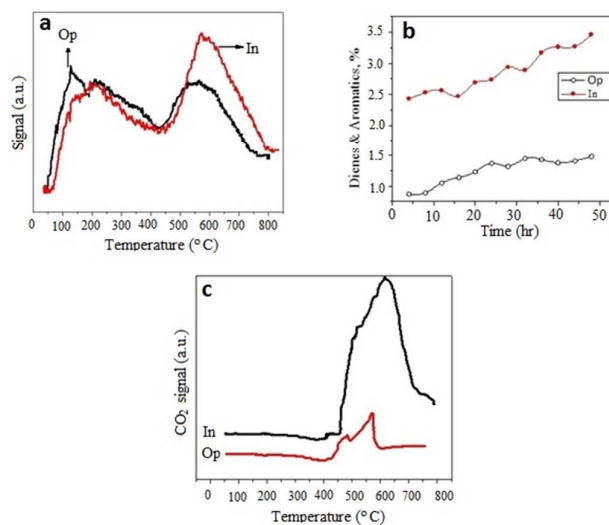 a
Op
In
Signal (a.u.)
0 100 200 300 400 500 600 700 800
Temperature (°C)
b
Dienes & Aromatics, %
3.5
3.0
2.5
2.0
1.5
1.0
Op
In
0 10 20 30 40 50
Time (hr)
c
CO₂ signal (a.u.)
In
Op
0 100 200 300 400 500 600 700 800
Temperature (°C)